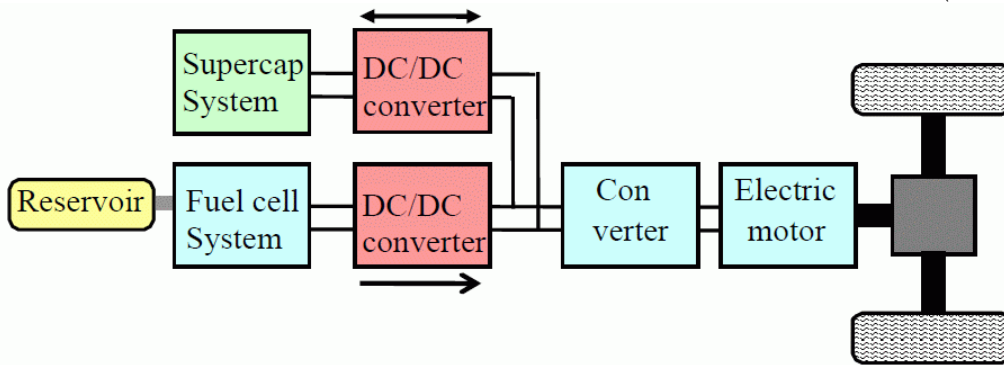 Supercap
System
DC/DC
converter
Reservoir
Fuel cell
System
DC/DC
converter
Con
verter
Electric
motor